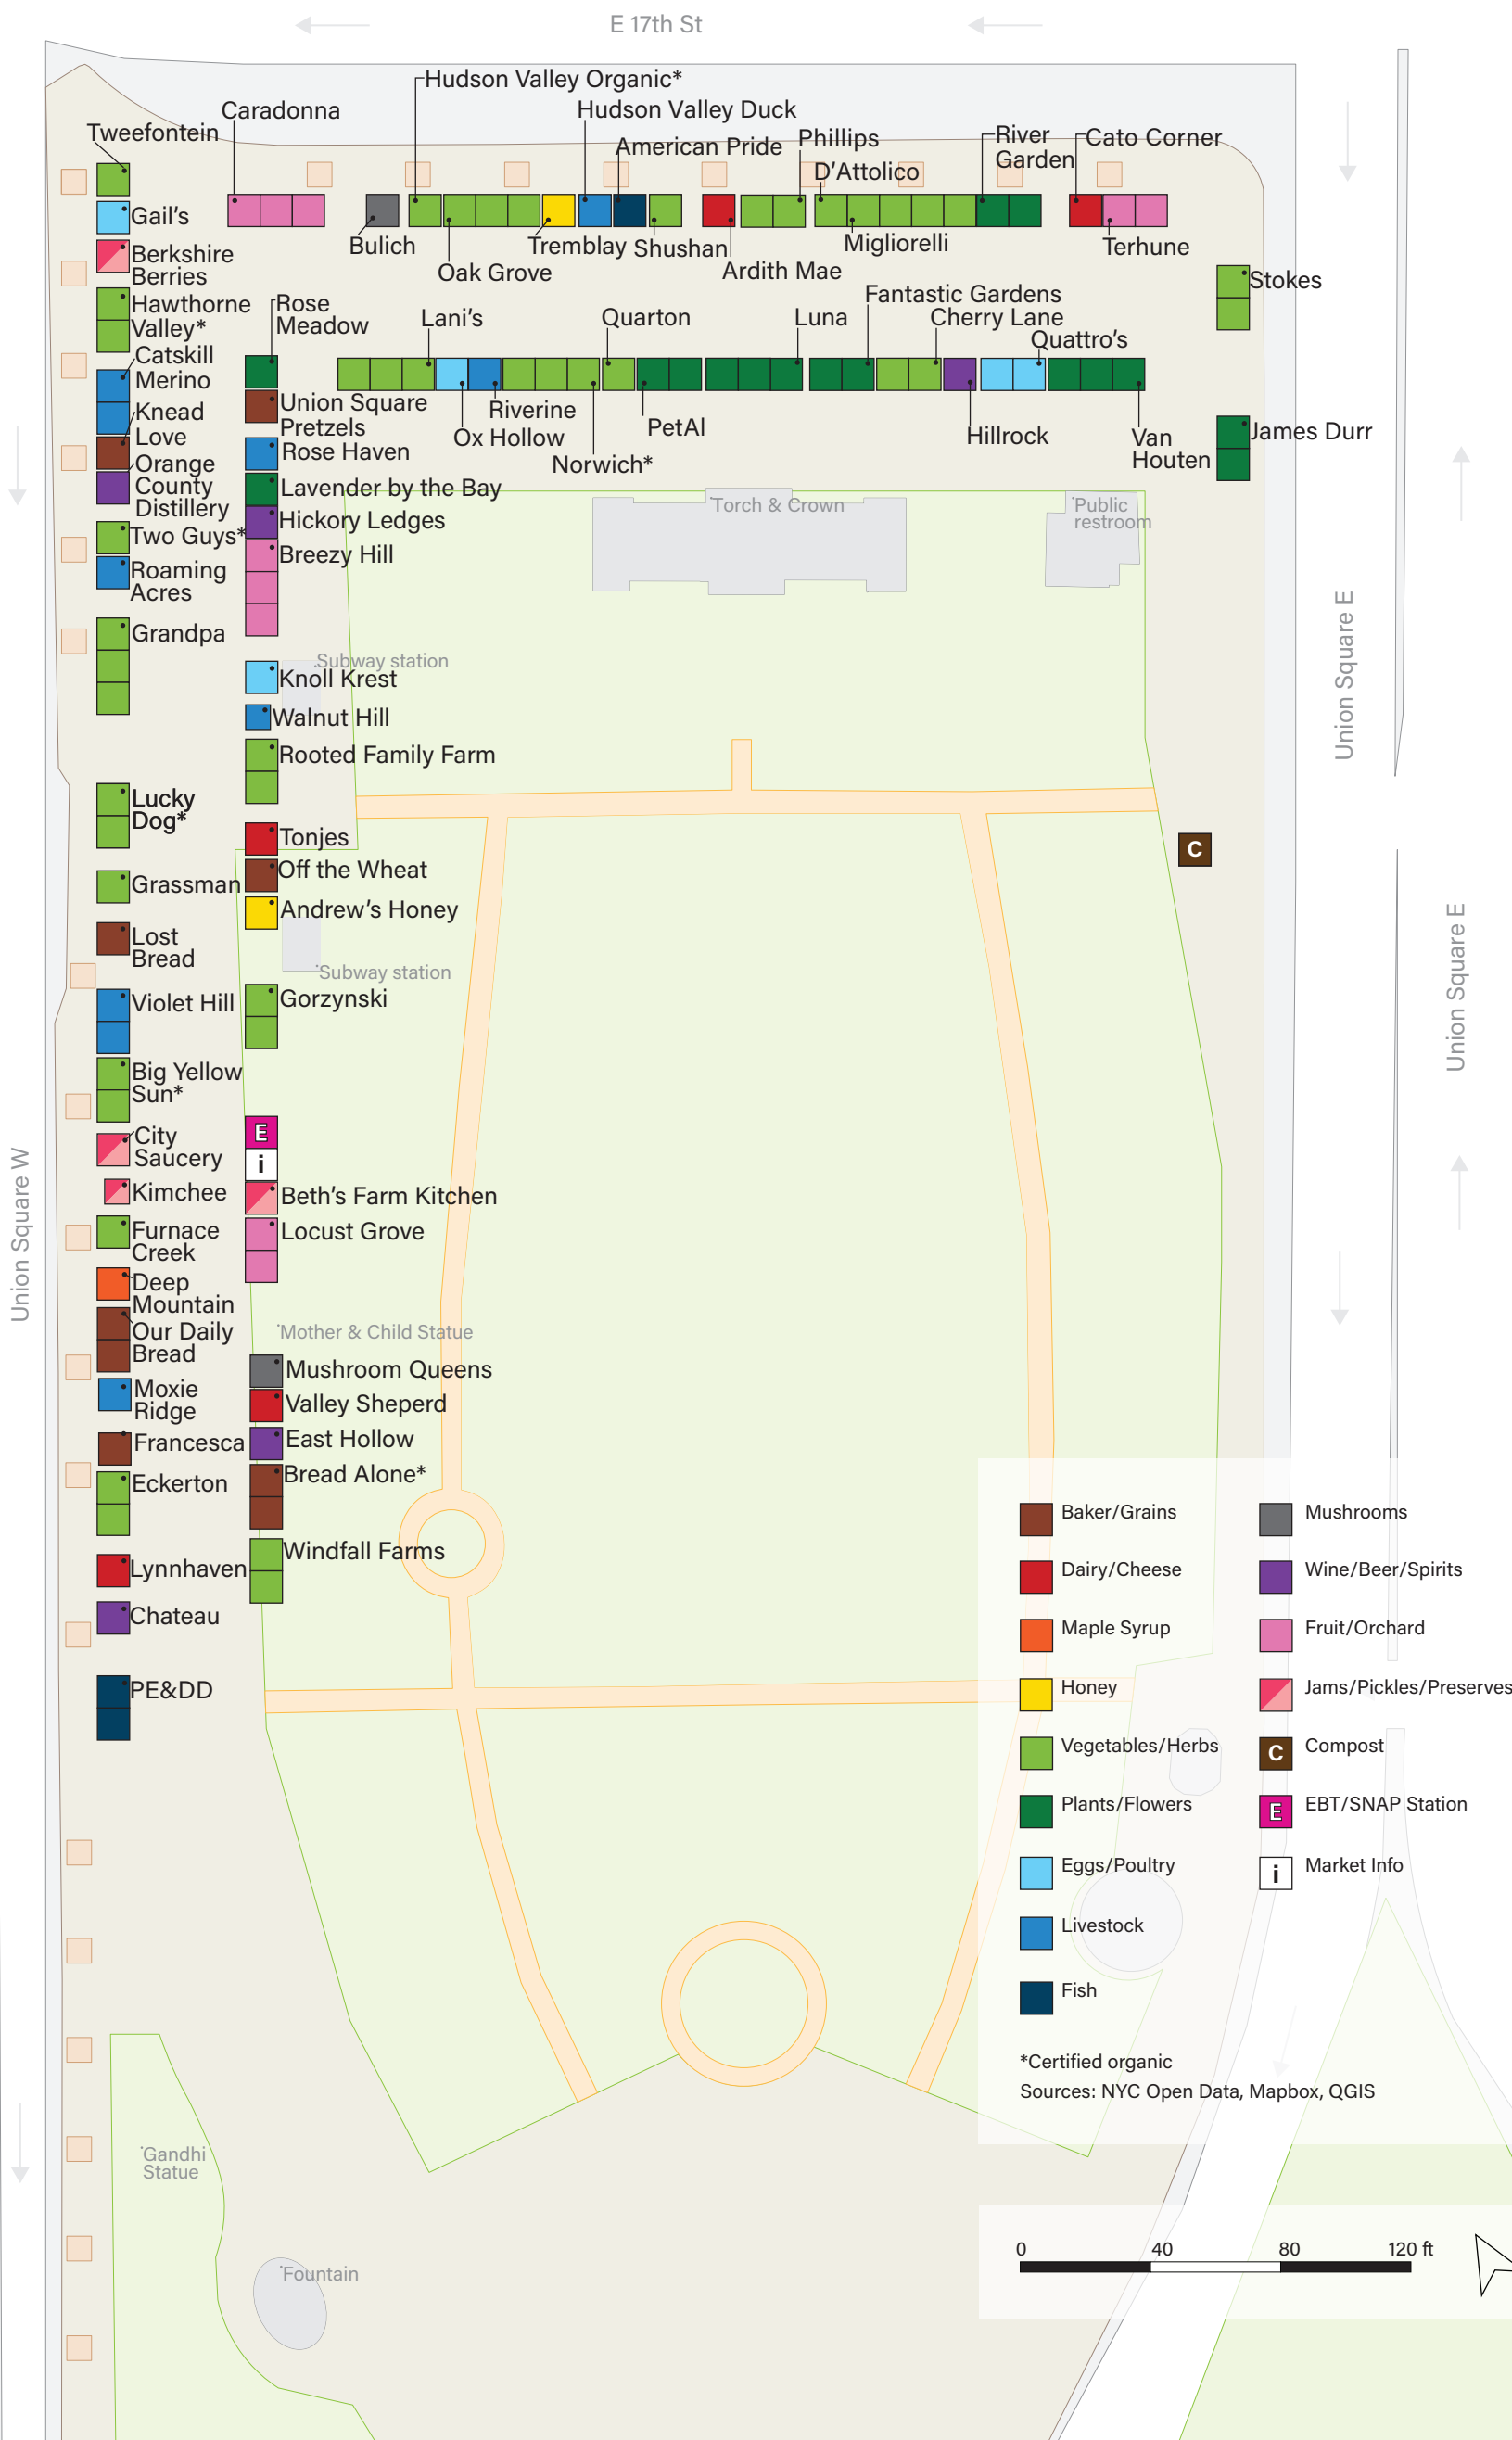 E 17th St
Hudson Valley Organic*
Caradonna
Hudson Valley Duck
Tweefontein
American Pride
Phillips
River
Garden
Cato Corner
D’Attolico
Gail’s
Bulich
Oak Grove
Tremblay
Shushan
Ardith Mae
Migliorelli
Terhune
Berkshire
Berries
Stokes
Hawthorne
Valley*
Rose
Meadow
Lani’s
Quarton
Luna
Fantastic Gardens
Cherry Lane
Quattro’s
Catskill
Merino
Knead
Love
Union Square
Pretzels
Riverine
Ox Hollow
Norwich*
PetAl
Hillrock
Van
Houten
James Durr
Orange
County
Distillery
Rose Haven
Lavender by the Bay
Hickory Ledges
Torch & Crown
Public
restroom
Two Guys*
Breezy Hill
Roaming
Acres
Grandpa
Subway station
Knoll Krest
Walnut Hill
Rooted Family Farm
Union Square E
Lucky
Dog*
Tonjes
C
Off the Wheat
Grassman
Andrew’s Honey
Lost
Bread
Subway station
Violet Hill
Gorzynski
Union Square E
Big Yellow
Sun*
City
Saucery
E
i
Kimchee
Beth’s Farm Kitchen
Furnace
Creek
Locust Grove
Union Square W
Deep
Mountain
Our Daily
Bread
Mother & Child Statue
Moxie
Ridge
Mushroom Queens
Valley Sheperd
Francesca
East Hollow
Eckerton
Bread Alone*
Lynnhaven
Windfall Farms
Chateau
PE&DD
Baker/Grains
Dairy/Cheese
Maple Syrup
Honey
Vegetables/Herbs
Plants/Flowers
Eggs/Poultry
Livestock
Fish
Mushrooms
Wine/Beer/Spirits
Fruit/Orchard
Jams/Pickles/Preserves
C Compost
E EBT/SNAP Station
i Market Info
*Certified organic
Sources: NYC Open Data, Mapbox, QGIS
Gandhi
Statue
Fountain
0 40 80 120 ft